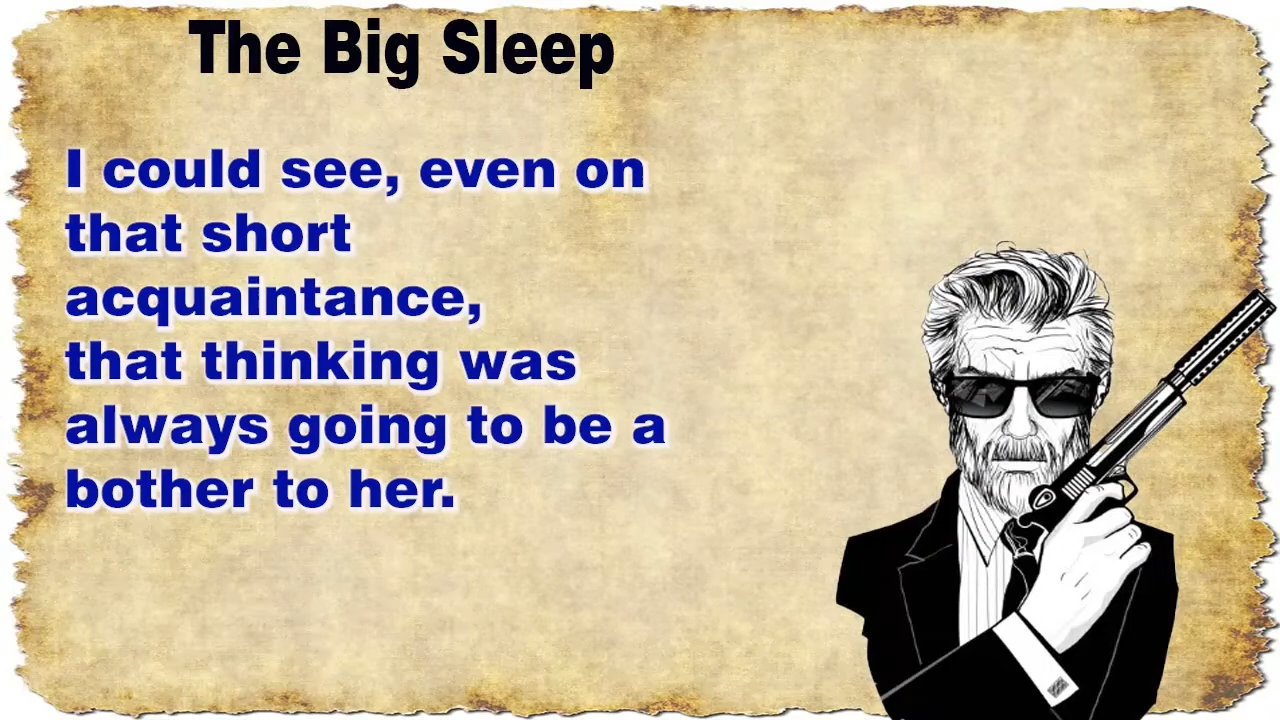 The Big Sleep
I could see, even on
that short
acquaintance,
that thinking was
always going to be a
bother to her.